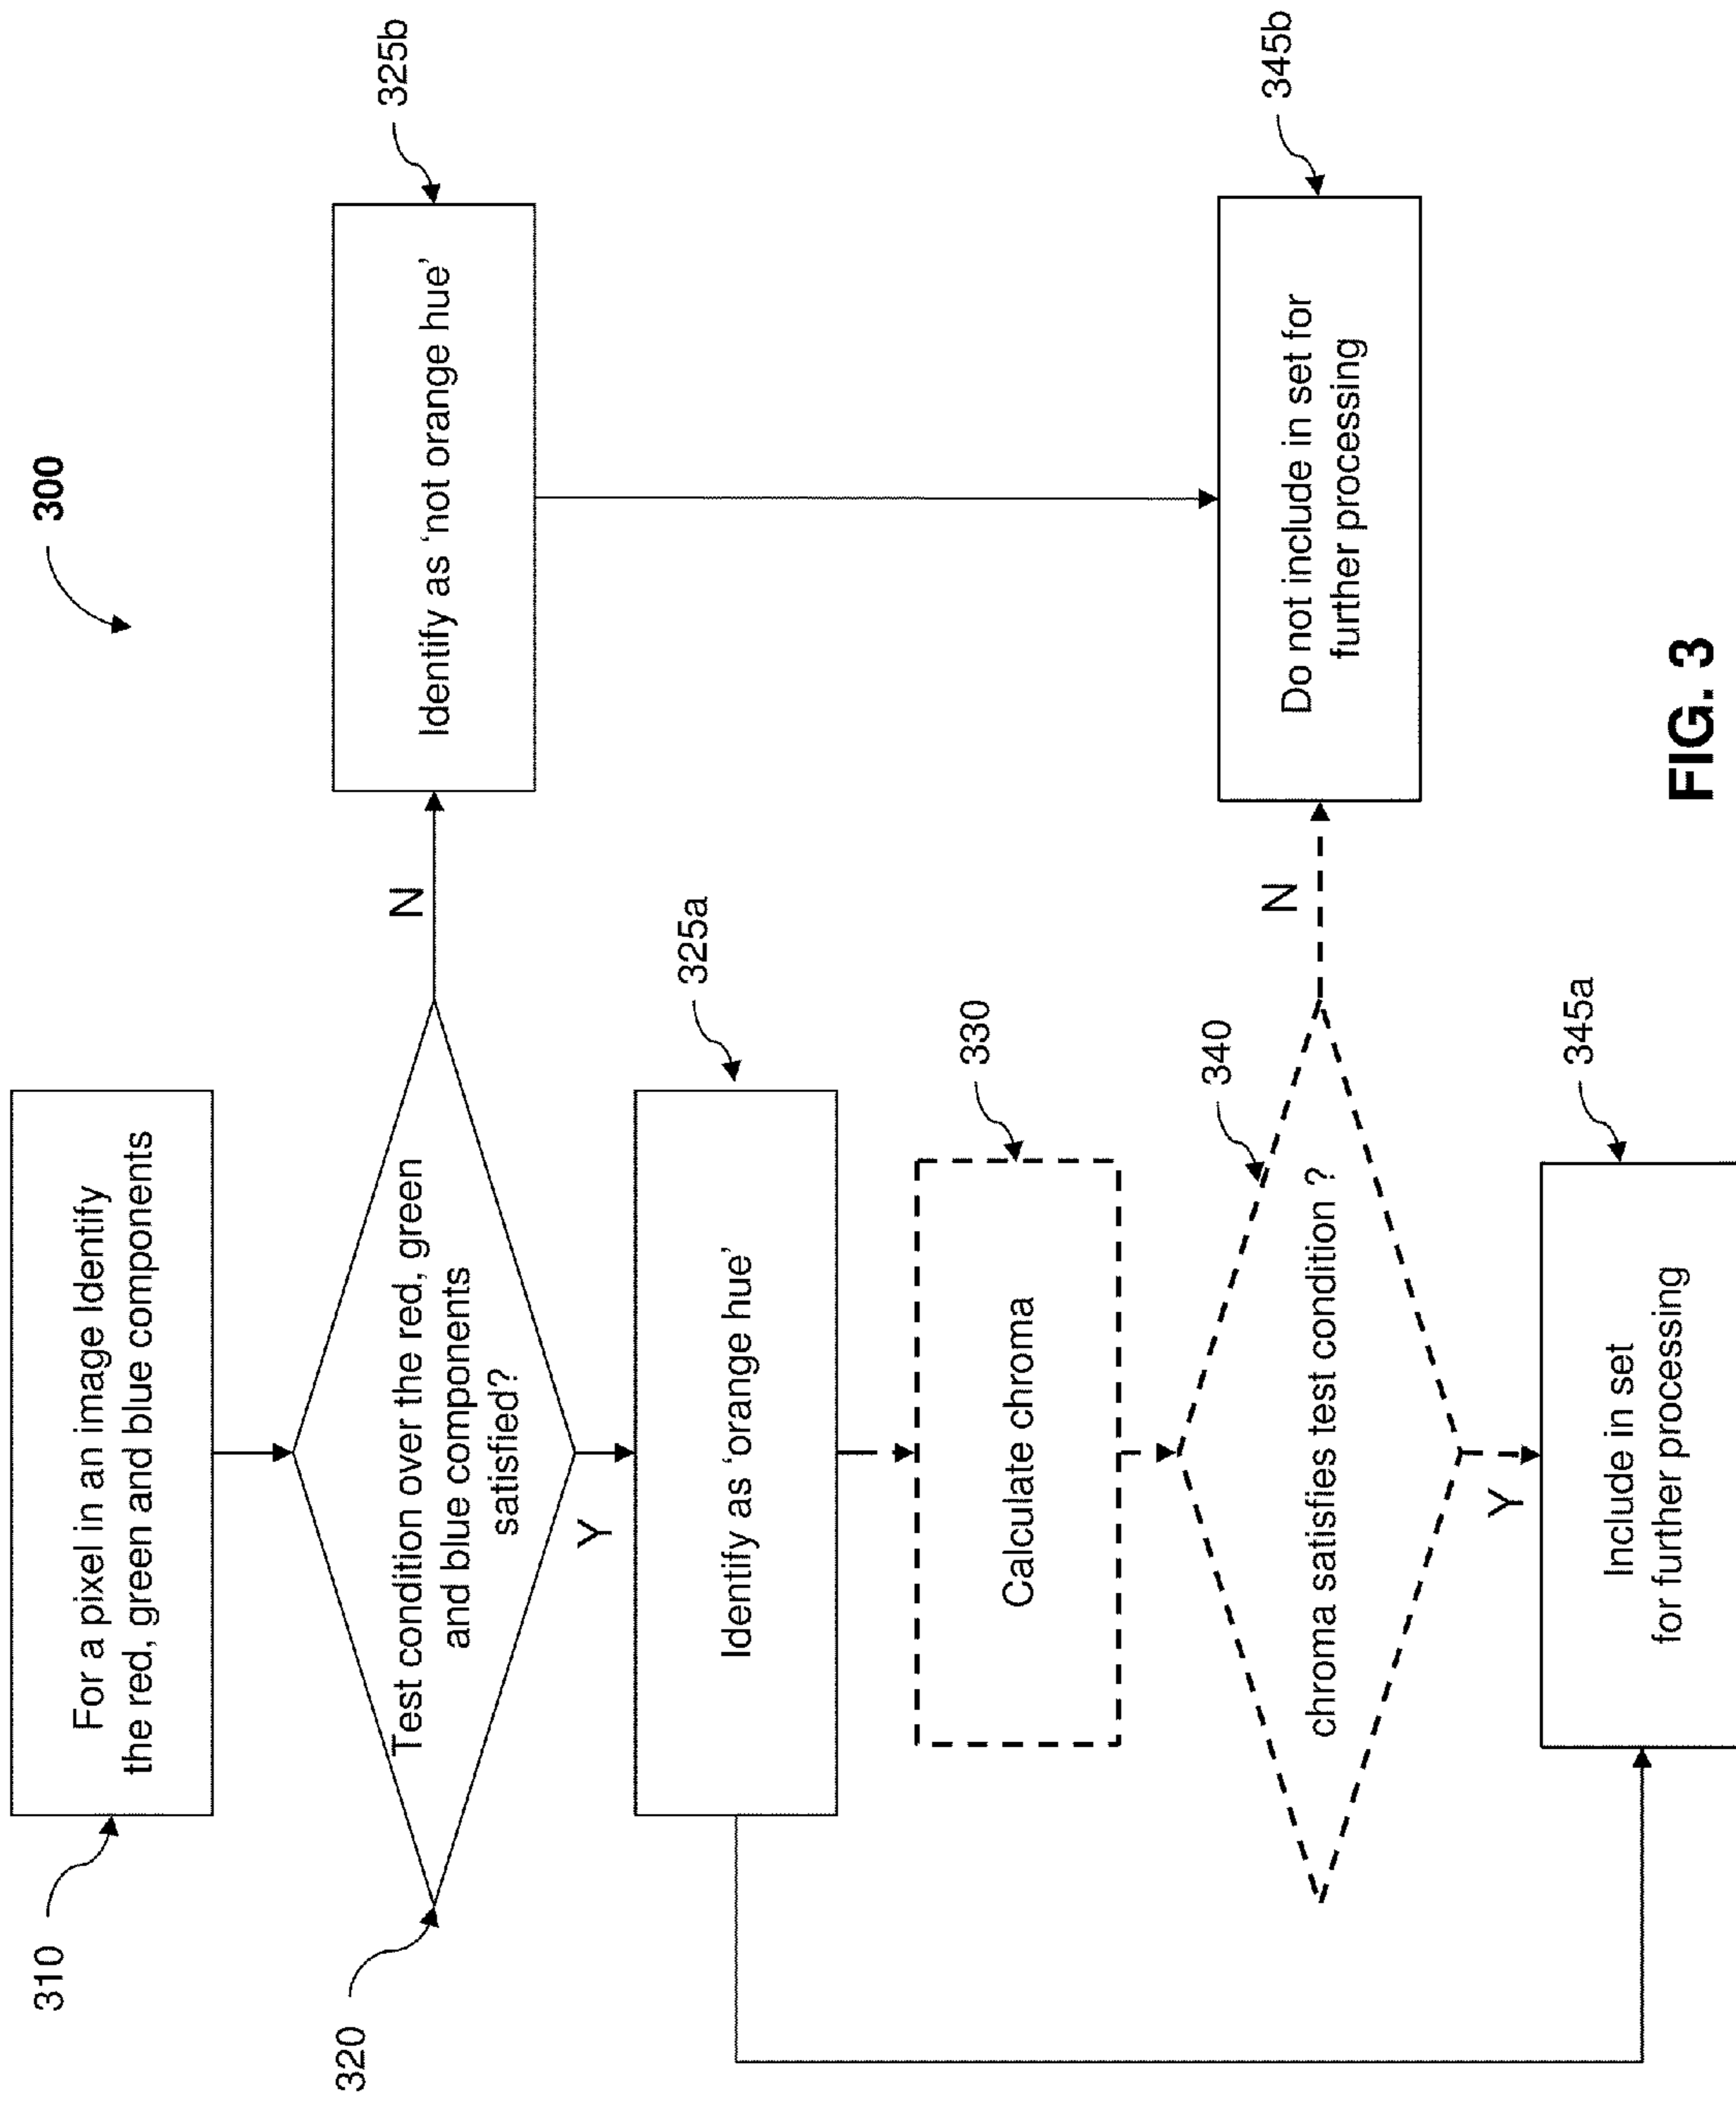 300
310
For a pixel in an image Identify
the red, green and blue components
320
Test condition over the red, green
and blue components
satisfied?
N
325b
Identify as ‘not orange hue’
Y
325a
Identify as ‘orange hue’
330
Calculate chroma
340
chroma satisfies test condition ?
N
345b
Do not include in set for
further processing
Y
345a
Include in set
for further processing
FIG. 3